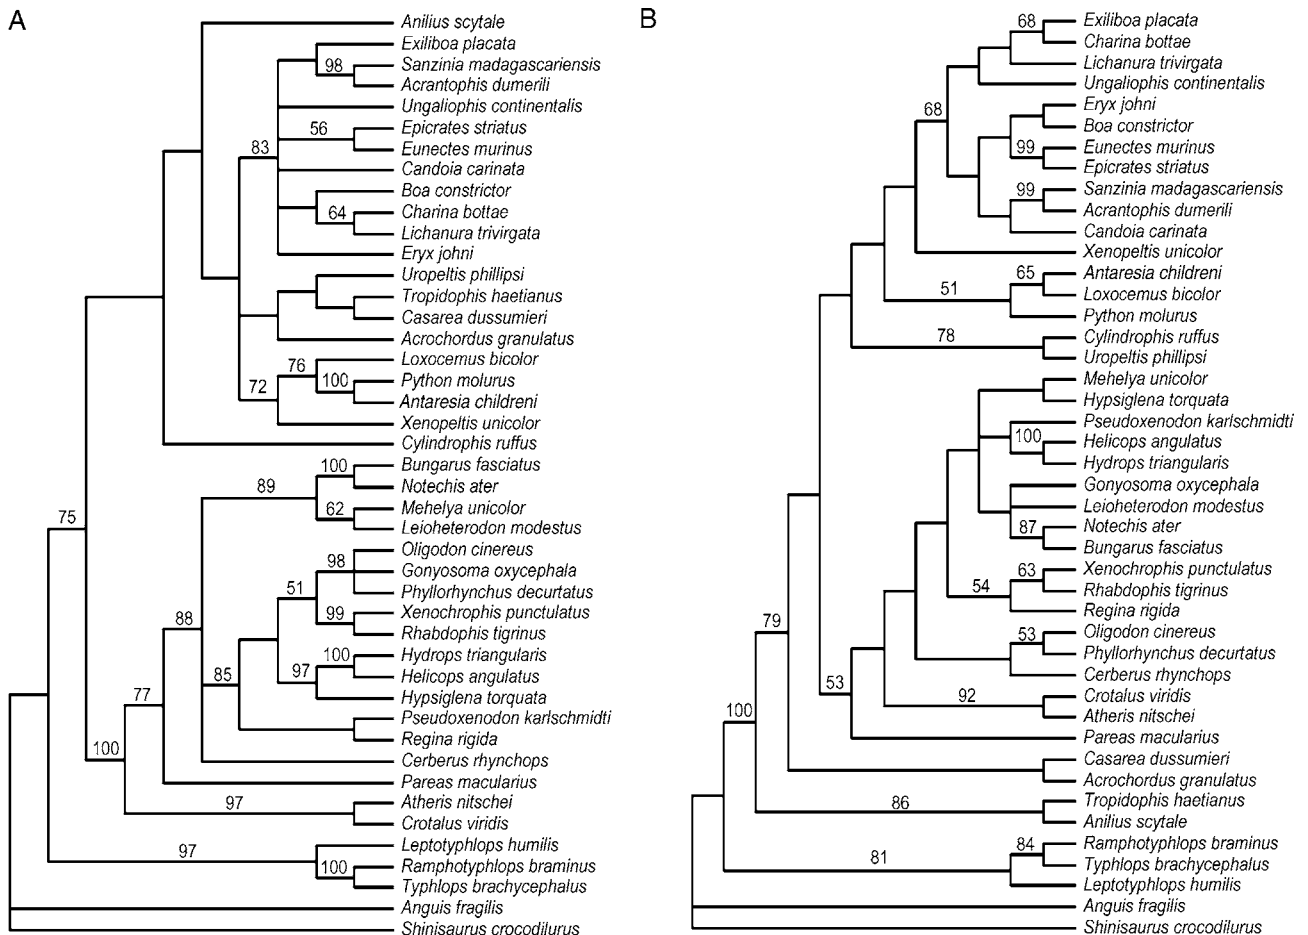 A
Anilius scytale
Exiliboa placata
98
Sanzinia madagascariensis
Acrantophis dumerili
Ungaliophis continentalis
56
Epicrates striatus
Eunectes murinus
83
Candoia carinata
Boa constrictor
64
Charina bottae
Lichanura trivirgata
Eryx johni
Uropeltis phillipsi
Tropidophis haetianus
Casarea dussumieri
Acrochordus granulatus
76
Loxocemus bicolor
72
100
Python molurus
Antaresia childreni
Xenopeltis unicolor
Cylindrophis ruffus
100
Bungarus fasciatus
89
Notechis ater
62
Mehelya unicolor
75
Leioheterodon modestus
Oligodon cinereus
98
Gonyosoma oxycephala
51
Phyllorhynchus decurtatus
99
Xenochrophis punctulatus
88
Rhabdophis tigrinus
100
Hydrops triangularis
85
97
Helicops angulatus
77
Hypsiglena torquata
Pseudoxenodon karlschmidti
Regina rigida
100
Cerberus rhynchops
Pareas macularius
97
Atheris nitschei
Crotalus viridis
97
Leptotyphlops humilis
100
Ramphotyphlops braminus
Typhlops brachycephalus
Anguis fragilis
Shinisaurus crocodilurus
B
68
Exiliboa placata
Charina bottae
Lichanura trivirgata
Ungaliophis continentalis
68
Eryx johni
Boa constrictor
99
Eunectes murinus
Epicrates striatus
99
Sanzinia madagascariensis
Acrantophis dumerili
Candoia carinata
Xenopeltis unicolor
65
Antaresia childreni
51
Loxocemus bicolor
Python molurus
78
Cylindrophis ruffus
Uropeltis phillipsi
Mehelya unicolor
Hypsiglena torquata
Pseudoxenodon karlschmidti
100
Helicops angulatus
Hydrops triangularis
Gonyosoma oxycephala
Leioheterodon modestus
87
Notechis ater
Bungarus fasciatus
63
Xenochrophis punctulatus
54
Rhabdophis tigrinus
Regina rigida
79
53
Oligodon cinereus
Phyllorhynchus decurtatus
53
Cerberus rhynchops
92
Crotalus viridis
100
Atheris nitschei
Pareas macularius
Casarea dussumieri
Acrochordus granulatus
86
Tropidophis haetianus
Anilius scytale
84
Ramphotyphlops braminus
81
Typhlops brachycephalus
Leptotyphlops humilis
Anguis fragilis
Shinisaurus crocodilurus